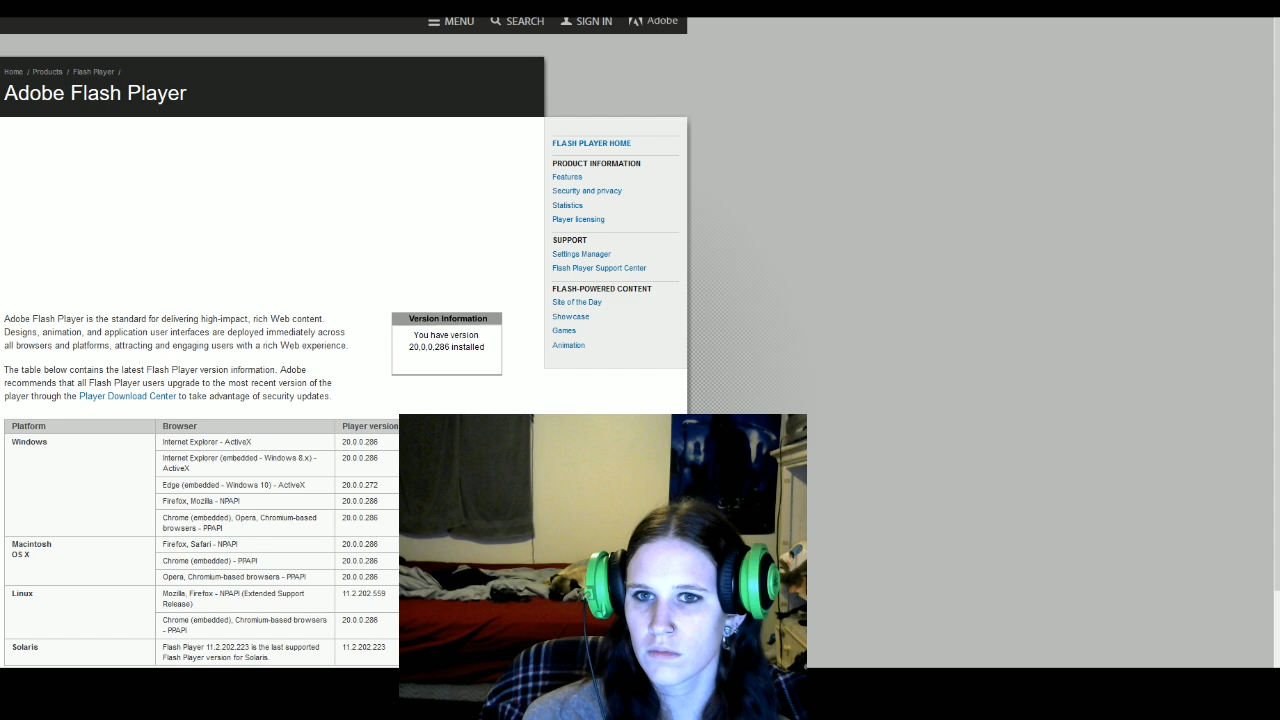 MENU SEARCH SIGN IN Adobe
Home / Products / Flash Player /
Adobe Flash Player
FLASH PLAYER HOME
PRODUCT INFORMATION
Features
Security and privacy
Statistics
Player licensing
SUPPORT
Settings Manager
Flash Player Support Center
FLASH-POWERED CONTENT
Site of the Day
Showcase
Games
Animation
Adobe Flash Player is the standard for delivering high-impact, rich Web content.
Designs, animation, and application user interfaces are deployed immediately across
all browsers and platforms, attracting and engaging users with a rich Web experience.
Version Information
You have version
20,0,0,286 installed
The table below contains the latest Flash Player version information. Adobe
recommends that all Flash Player users upgrade to the most recent version of the
player through the Player Download Center to take advantage of security updates.
Platform Browser Player version
Windows Internet Explorer - ActiveX 20.0.0.286
Internet Explorer (embedded - Windows 8.x) - 20.0.0.286
ActiveX
Edge (embedded - Windows 10) - ActiveX 20.0.0.272
Firefox, Mozilla - NPAPI 20.0.0.286
Chrome (embedded), Opera, Chromium-based 20.0.0.286
browsers - PPAPI
Macintosh Firefox, Safari - NPAPI 20.0.0.286
OS X
Chrome (embedded) - PPAPI 20.0.0.286
Opera, Chromium-based browsers - PPAPI 20.0.0.286
Linux Mozilla, Firefox - NPAPI (Extended Support 11.2.202.559
Release)
Chrome (embedded), Chromium-based browsers 20.0.0.286
- PPAPI
Solaris Flash Player 11.2.202.223 is the last supported 11.2.202.223
Flash Player version for Solaris.